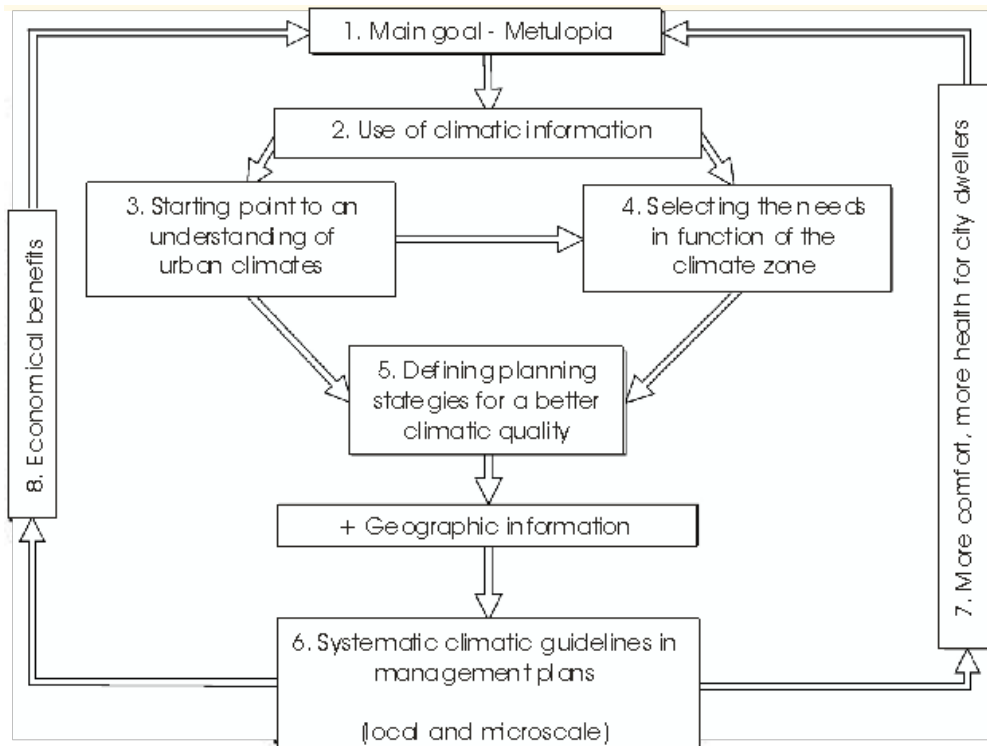 1. Main goal - Metulopia
2. Use of climatic information
3. Starting point to an
understanding of
urban climates
4. Selecting the needs
in function of the
climate zone
5. Defining planning
stategies for a better
climatic quality
+ Geographic information
6. Systematic climatic guidelines in
management plans
(local and microscale)
7. More comfort, more health for city dwellers
8. Economical benefits